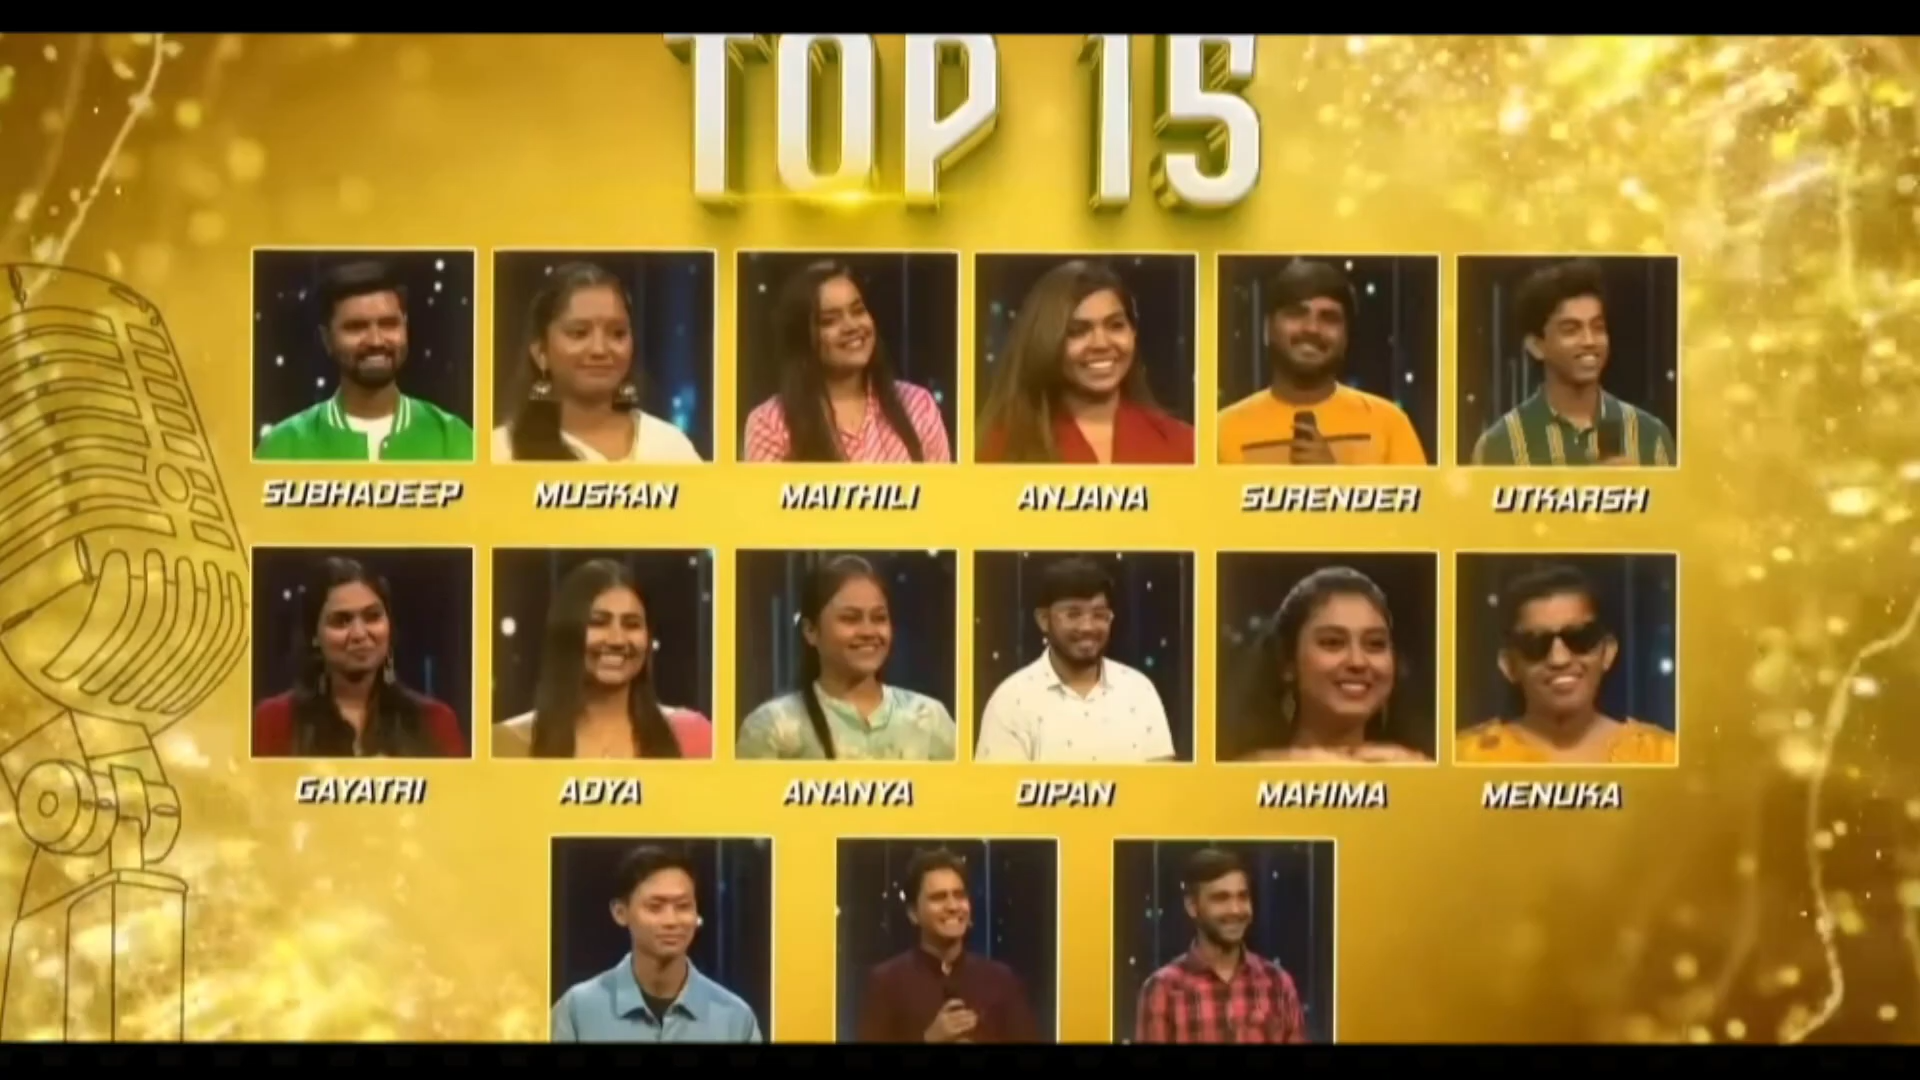 TOP 15
SUBHADEEP MUSKAN MAITHILI ANJANA SURENDER UTKARSH
GAYATRI ADYA ANANYA DIPAN MAHIMA MENUKA